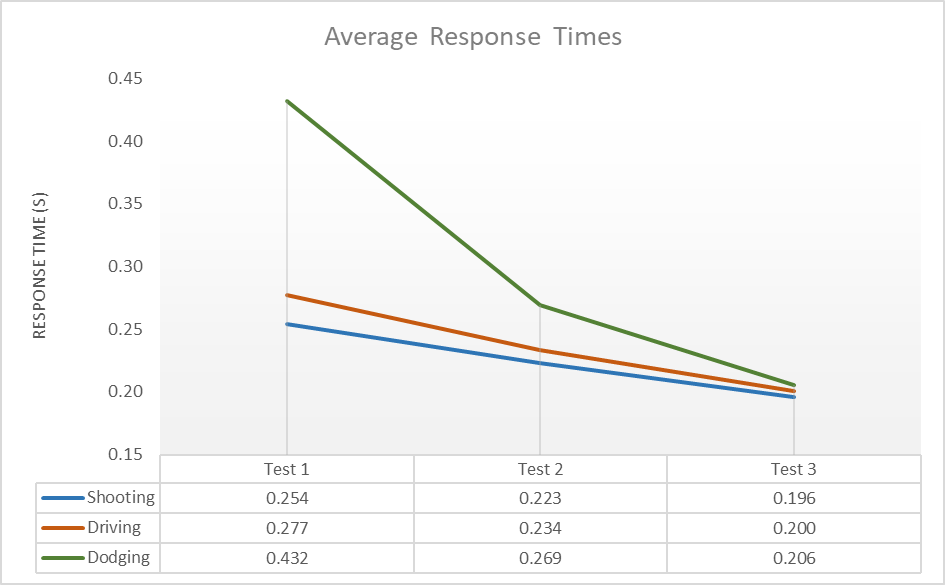 Average Response Times
0.45
0.40
0.35
0.30
0.25
0.20
0.15
RESPONSE TIME (S)
Test 1 Test 2 Test 3
Shooting 0.254 0.223 0.196
Driving 0.277 0.234 0.200
Dodging 0.432 0.269 0.206